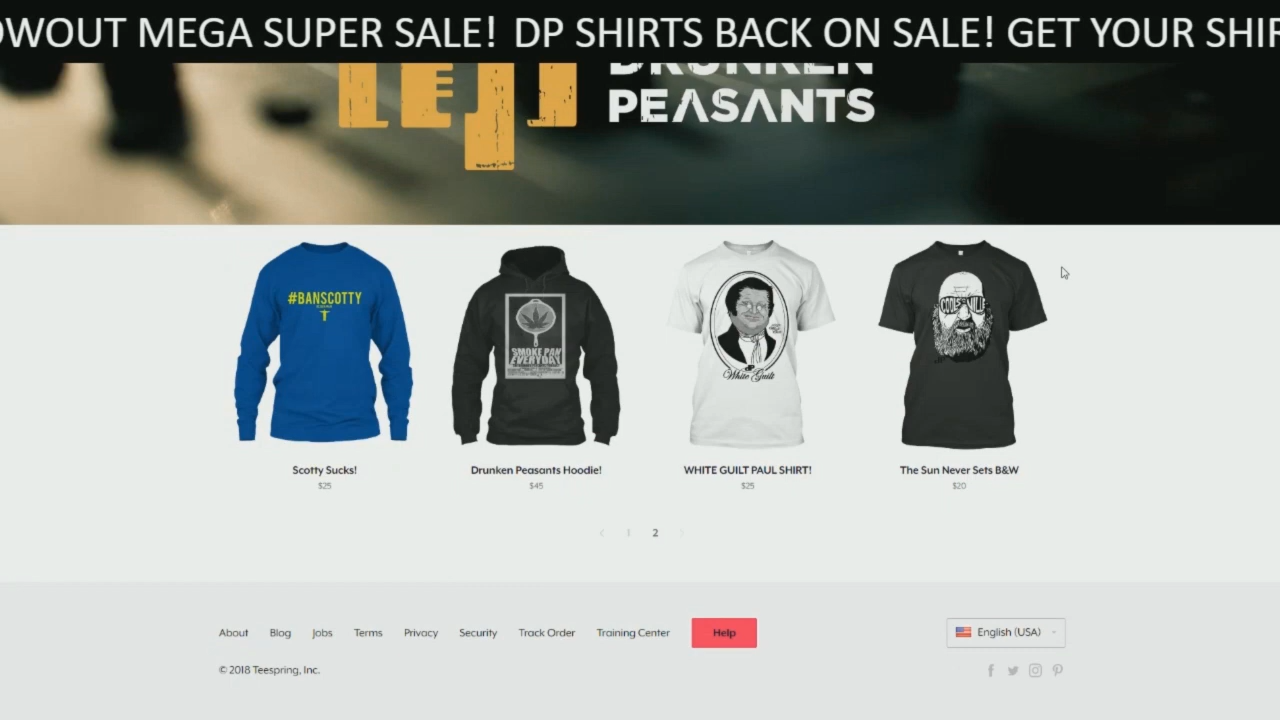 OWOUT MEGA SUPER SALE! DP SHIRTS BACK ON SALE! GET YOUR SHIR
DRUNKEN
PEASANTS
#BANSCOTTY
SMOKE PAN
EVERYDAY
White Guilt
COOLSVILLE
Scotty Sucks!
$25
Drunken Peasants Hoodie!
$45
WHITE GUILT PAUL SHIRT!
$25
The Sun Never Sets B&W
$20
1 2
About Blog Jobs Terms Privacy Security Track Order Training Center Help
English (USA)
© 2018 Teespring, Inc.